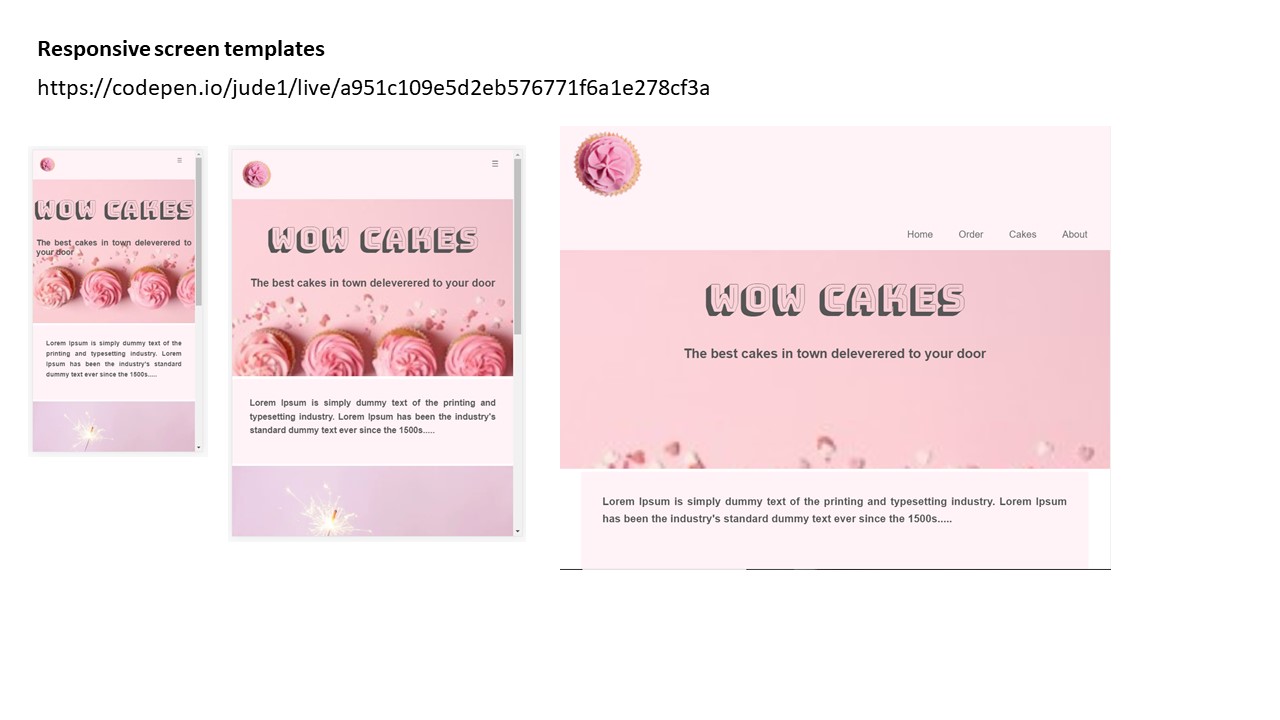 Responsive screen templates
https://codepen.io/jude1/live/a951c109e5d2eb576771f6a1e278cf3a
WOW CAKES
The best cakes in town deleverered to
your door
Lorem Ipsum is simply dummy text of the
printing and typesetting industry. Lorem
Ipsum has been the industry's standard
dummy text ever since the 1500s.....
WOW CAKES
The best cakes in town deleverered to your door
Lorem Ipsum is simply dummy text of the printing and
typesetting industry. Lorem Ipsum has been the industry's
standard dummy text ever since the 1500s.....
Home Order Cakes About
WOW CAKES
The best cakes in town deleverered to your door
Lorem Ipsum is simply dummy text of the printing and typesetting industry. Lorem Ipsum
has been the industry's standard dummy text ever since the 1500s.....